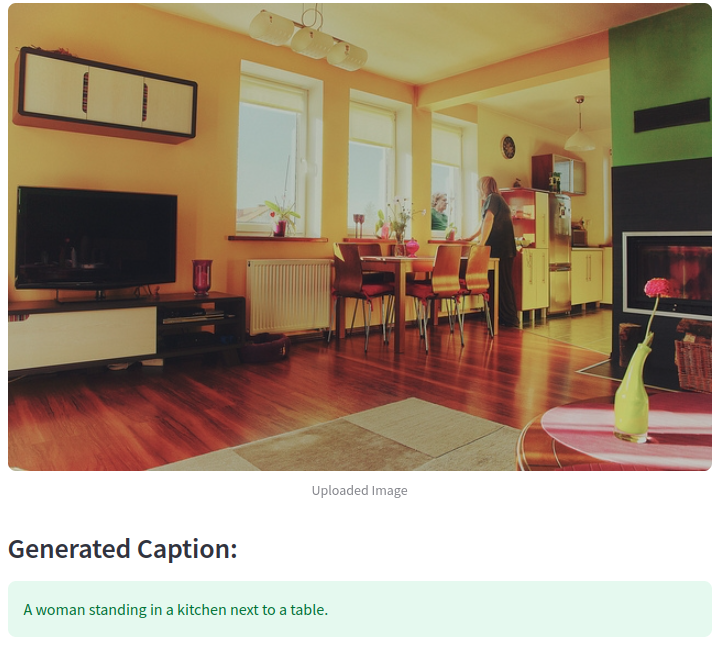 Uploaded Image
Generated Caption:
A woman standing in a kitchen next to a table.